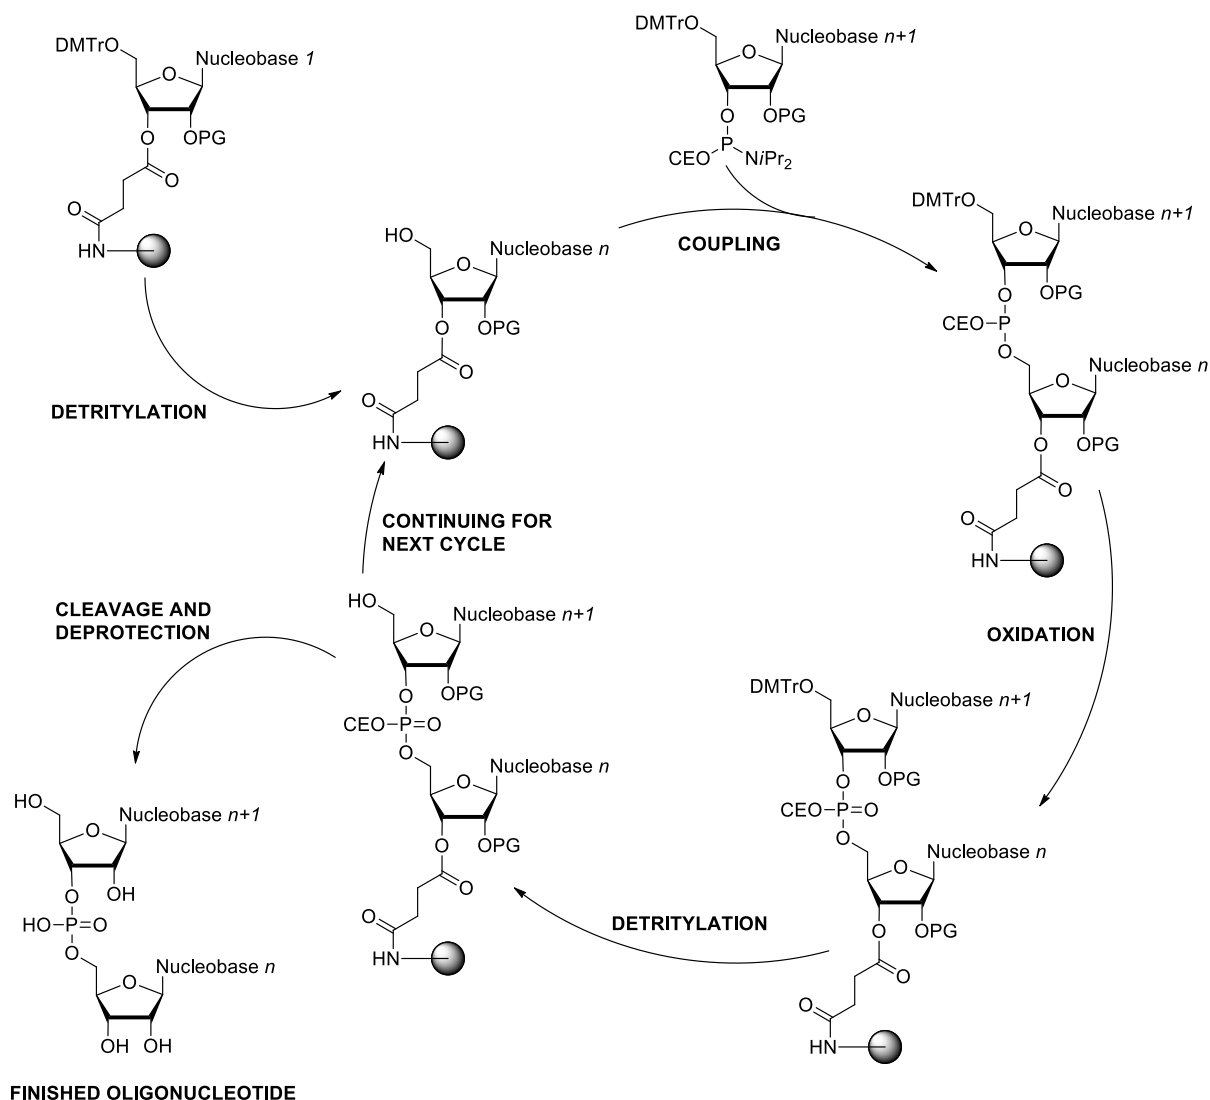 DMTrO
Nucleobase 1
O
O
OPG
O
O
HN
DETRITYLATION
HO
Nucleobase n
O
O
OPG
O
O
HN
DMTrO
Nucleobase n+1
O
O
OPG
CEO
P
NiPr2
COUPLING
DMTrO
Nucleobase n+1
O
O
OPG
CEO
P
O
Nucleobase n
O
O
OPG
O
O
HN
OXIDATION
DMTrO
Nucleobase n+1
O
O
OPG
CEO
P
O
O
Nucleobase n
O
O
OPG
O
O
HN
DETRITYLATION
HO
Nucleobase n+1
O
O
OPG
CEO
P
O
O
Nucleobase n
O
O
OPG
O
O
HN
CONTINUING FOR
NEXT CYCLE
CLEAVAGE AND
DEPROTECTION
HO
Nucleobase n+1
O
O
OH
HO
P
O
O
Nucleobase n
O
OH
OH
FINISHED OLIGONUCLEOTIDE